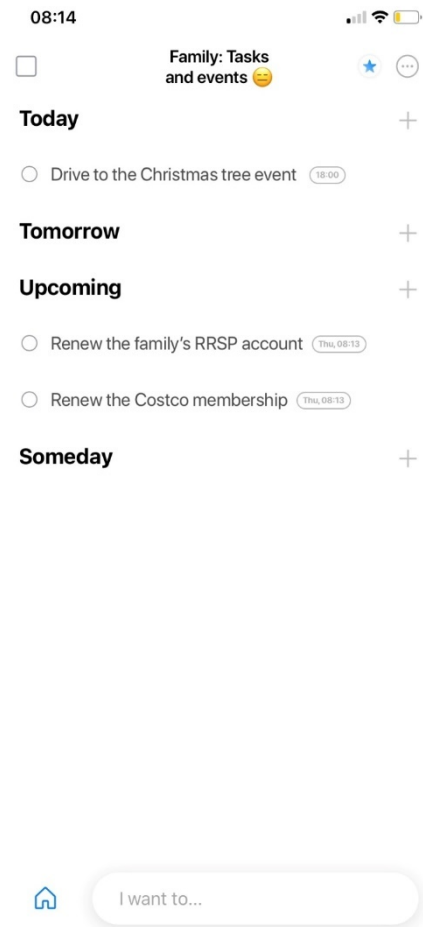 08:14
Family: Tasks
and events 😑
Today
Drive to the Christmas tree event 18:00
Tomorrow
Upcoming
Renew the family's RRSP account Thu, 08:13
Renew the Costco membership Thu, 08:13
Someday
I want to...